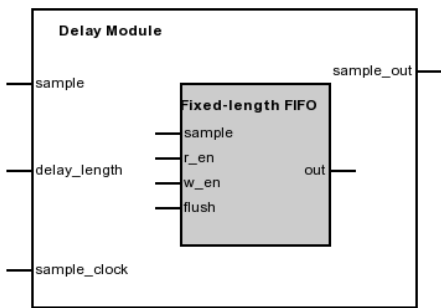 Delay Module
sample_out
sample
Fixed-length FIFO
sample
r_en
delay_length
out
w_en
flush
sample_clock